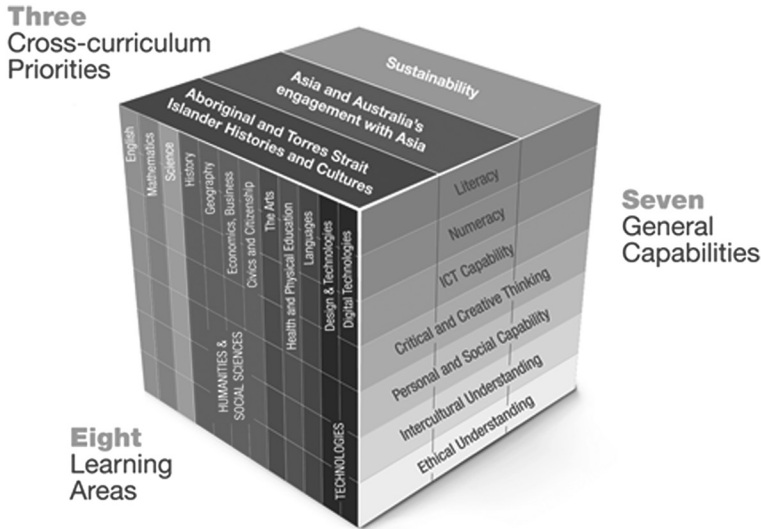 Three
Cross-curriculum
Priorities
Sustainability
Asia and Australia's
engagement with Asia
Aboriginal and Torres Strait
Islander Histories and Cultures
English
Mathematics
Science
History
Geography
Economics, Business
Civics and Citizenship
The Arts
Health and Physical Education
Languages
Design & Technologies
Digital Technologies
HUMANITIES &
SOCIAL SCIENCES
TECHNOLOGIES
Literacy
Numeracy
ICT Capability
Critical and Creative Thinking
Personal and Social Capability
Intercultural Understanding
Ethical Understanding
Seven
General
Capabilities
Eight
Learning
Areas